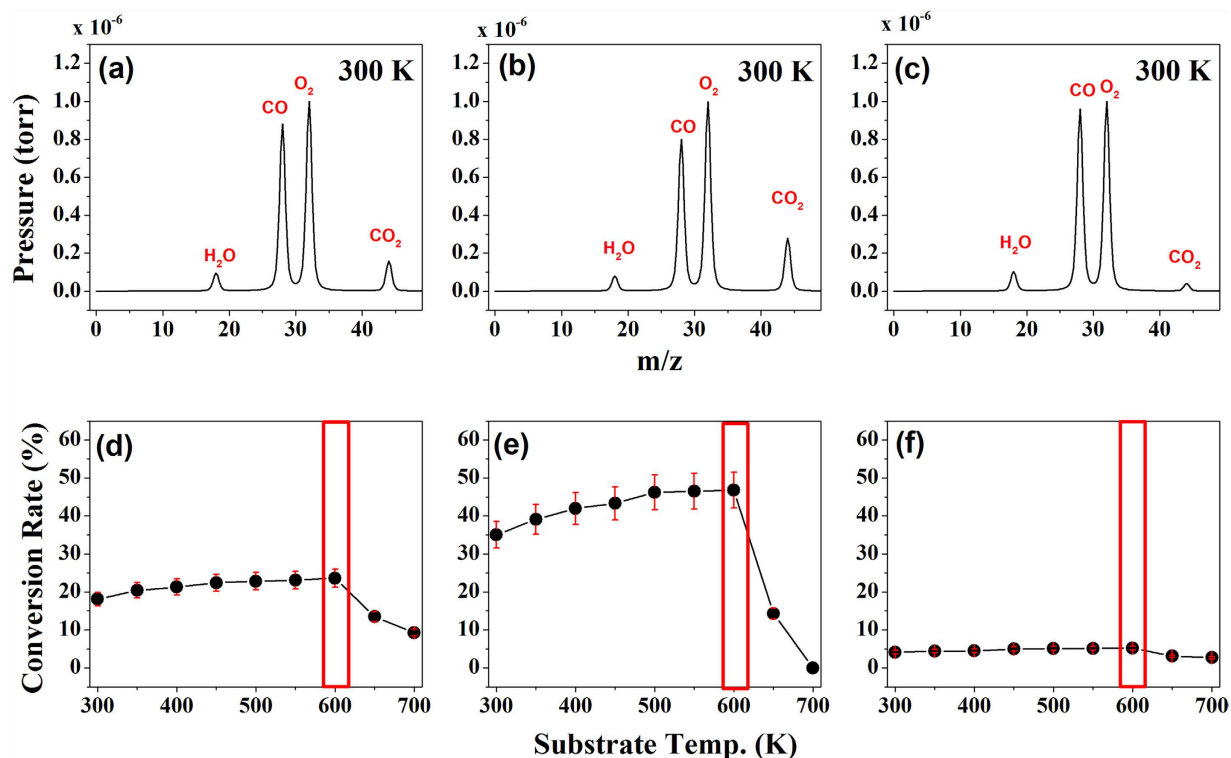 x 10-6 x 10-6 x 10-6
Pressure (torr)
1.2
1.0
0.8
0.6
0.4
0.2
0.0
(a) 300 K
CO
O2
H2O
CO2
0 10 20 30 40
1.2
1.0
0.8
0.6
0.4
0.2
0.0
(b) 300 K
O2
CO
CO2
H2O
0 10 20 30 40
1.2
1.0
0.8
0.6
0.4
0.2
0.0
(c) 300 K
CO O2
H2O
CO2
0 10 20 30 40
m/z
Conversion Rate (%)
60
50
40
30
20
10
0
(d)
300 400 500 600 700
60
50
40
30
20
10
0
(e)
300 400 500 600 700
60
50
40
30
20
10
0
(f)
300 400 500 600 700
Substrate Temp. (K)